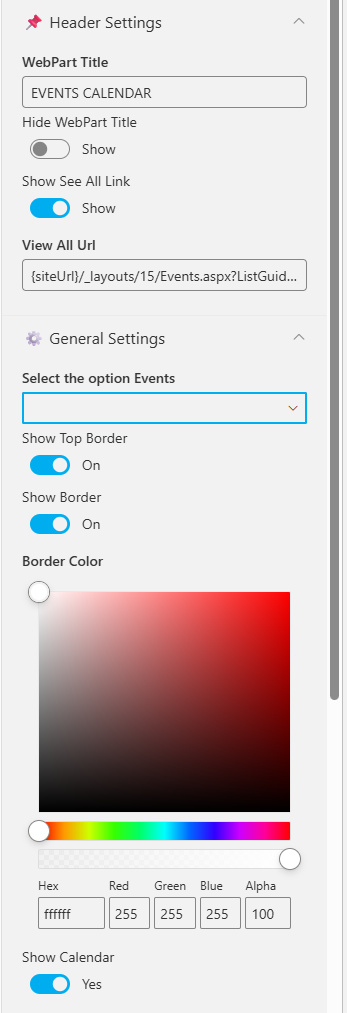 Header Settings
WebPart Title
EVENTS CALENDAR
Hide WebPart Title
Show
Show See All Link
Show
View All Url
{siteUrl}/_layouts/15/Events.aspx?ListGuid...
General Settings
Select the option Events
Show Top Border
On
Show Border
On
Border Color
Hex Red Green Blue Alpha
ffffff 255 255 255 100
Show Calendar
Yes